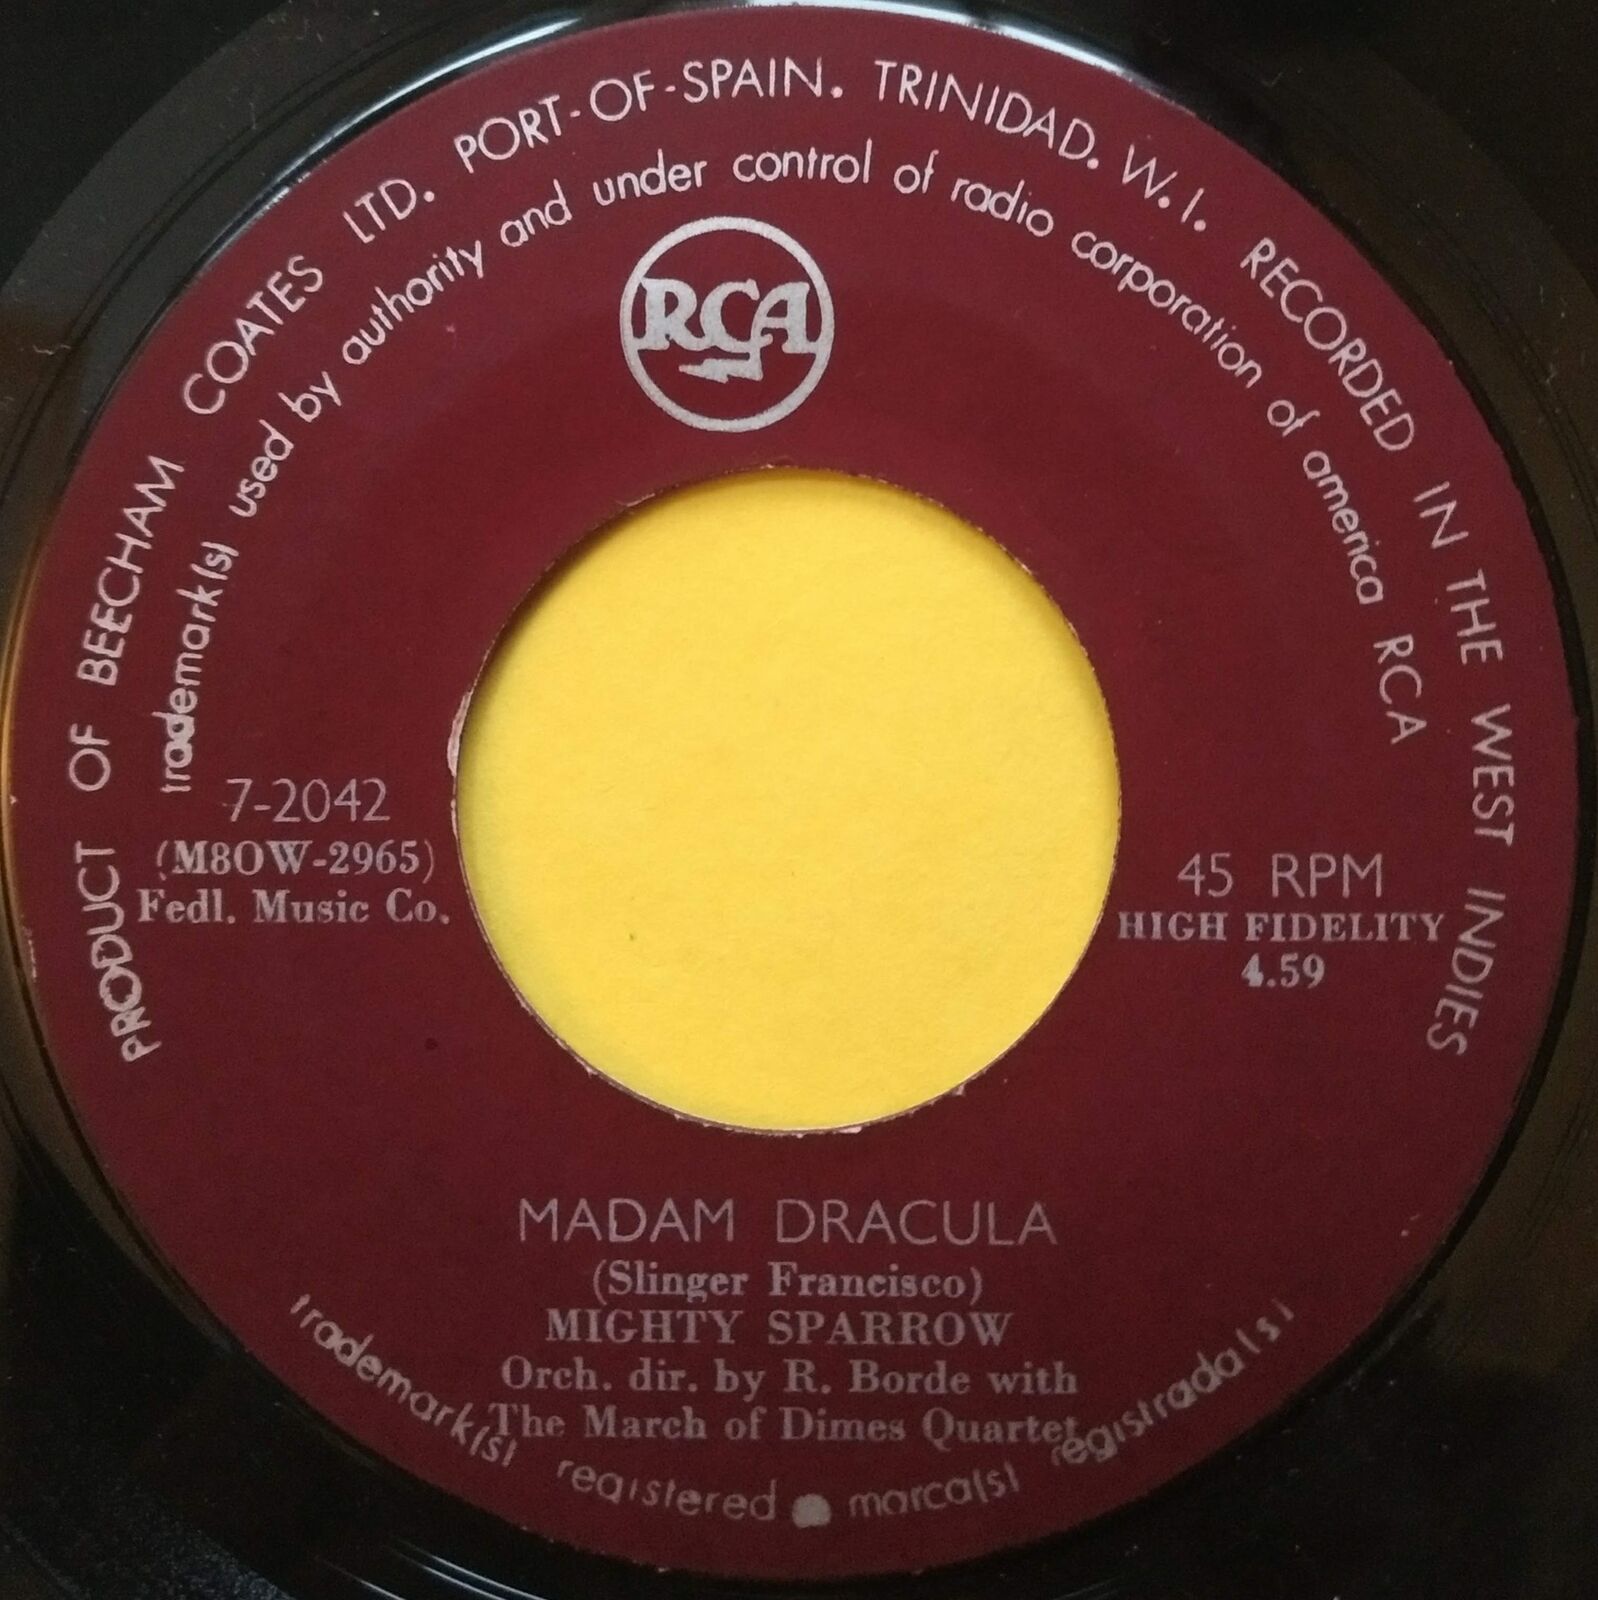 PRODUCT OF BEECHAM COATES LTD. PORT-OF-SPAIN. TRINIDAD. W.I. RECORDED IN THE WEST INDIES
trademark(s) used by authority and under control of radio corporation of america RCA
RCA
7-2042
(M8OW-2965)
Fedl. Music Co.
45 RPM
HIGH FIDELITY
4.59
MADAM DRACULA
(Slinger Francisco)
MIGHTY SPARROW
Orch. dir. by R. Borde with
The March of Dimes Quartet
trademark(s) registered ● marca(s) registrada(s)